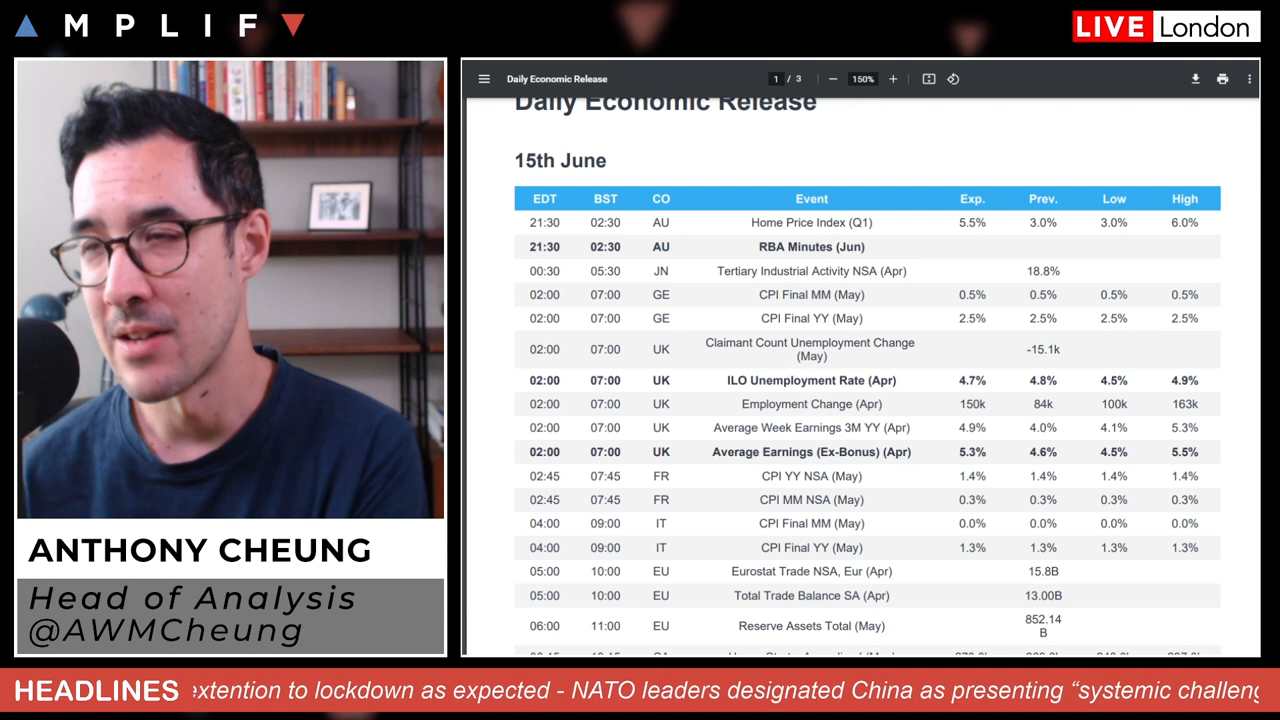 AMPLIFY
LIVE London
Daily Economic Release
1 / 3
150%
Daily Economic Release
15th June
EDT BST CO Event Exp. Prev. Low High
21:30 02:30 AU Home Price Index (Q1) 5.5% 3.0% 3.0% 6.0%
21:30 02:30 AU RBA Minutes (Jun)
00:30 05:30 JN Tertiary Industrial Activity NSA (Apr) 18.8%
02:00 07:00 GE CPI Final MM (May) 0.5% 0.5% 0.5% 0.5%
02:00 07:00 GE CPI Final YY (May) 2.5% 2.5% 2.5% 2.5%
02:00 07:00 UK Claimant Count Unemployment Change (May) -15.1k
02:00 07:00 UK ILO Unemployment Rate (Apr) 4.7% 4.8% 4.5% 4.9%
02:00 07:00 UK Employment Change (Apr) 150k 84k 100k 163k
02:00 07:00 UK Average Week Earnings 3M YY (Apr) 4.9% 4.0% 4.1% 5.3%
02:00 07:00 UK Average Earnings (Ex-Bonus) (Apr) 5.3% 4.6% 4.5% 5.5%
02:45 07:45 FR CPI YY NSA (May) 1.4% 1.4% 1.4% 1.4%
02:45 07:45 FR CPI MM NSA (May) 0.3% 0.3% 0.3% 0.3%
04:00 09:00 IT CPI Final MM (May) 0.0% 0.0% 0.0% 0.0%
04:00 09:00 IT CPI Final YY (May) 1.3% 1.3% 1.3% 1.3%
05:00 10:00 EU Eurostat Trade NSA, Eur (Apr) 15.8B
05:00 10:00 EU Total Trade Balance SA (Apr) 13.00B
06:00 11:00 EU Reserve Assets Total (May) 852.14 B
ANTHONY CHEUNG
Head of Analysis
@AWMCheung
HEADLINES extention to lockdown as expected - NATO leaders designated China as presenting “systemic challeng